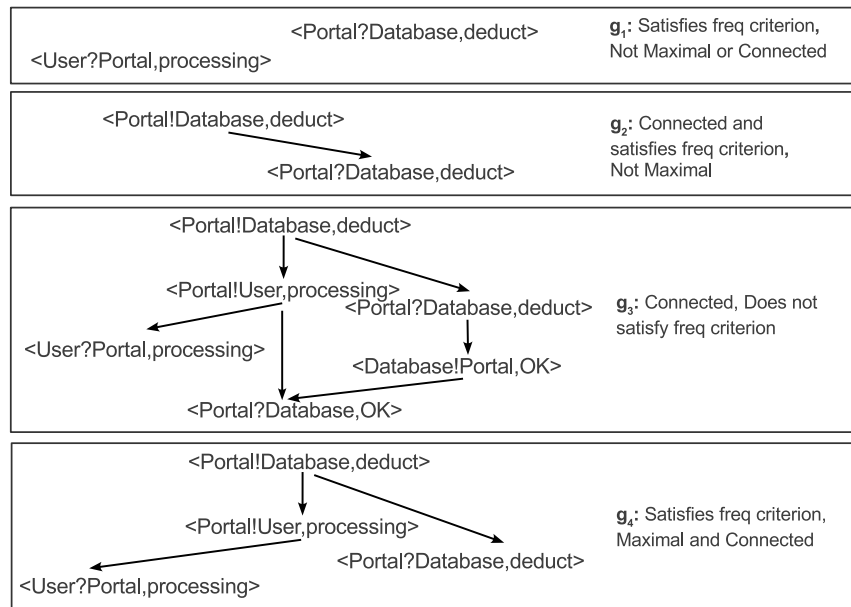 <Portal?Database,deduct>
<User?Portal,processing>
g1: Satisfies freq criterion,
Not Maximal or Connected
<Portal!Database,deduct>
<Portal?Database,deduct>
g2: Connected and
satisfies freq criterion,
Not Maximal
<Portal!Database,deduct>
<Portal!User,processing>
<Portal?Database,deduct>
<User?Portal,processing>
<Database!Portal,OK>
<Portal?Database,OK>
g3: Connected, Does not
satisfy freq criterion
<Portal!Database,deduct>
<Portal!User,processing>
<Portal?Database,deduct>
<User?Portal,processing>
g4: Satisfies freq criterion,
Maximal and Connected